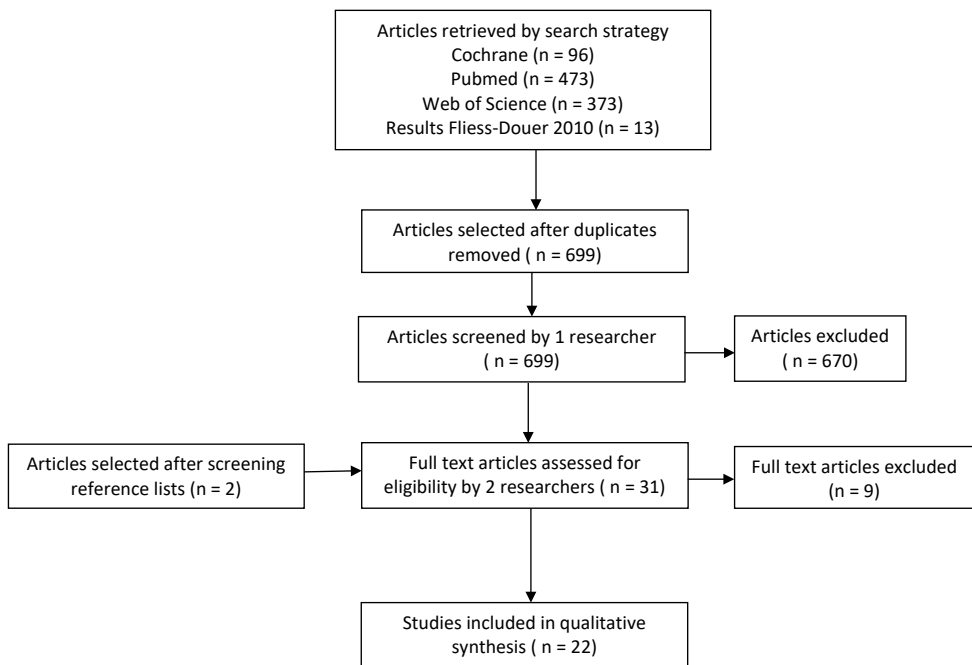 Articles retrieved by search strategy
Cochrane (n = 96)
Pubmed (n = 473)
Web of Science (n = 373)
Results Fliess-Douer 2010 (n = 13)
Articles selected after duplicates
removed ( n = 699)
Articles screened by 1 researcher
( n = 699)
Articles excluded
( n = 670)
Articles selected after screening
reference lists (n = 2)
Full text articles assessed for
eligibility by 2 researchers ( n = 31)
Full text articles excluded
(n = 9)
Studies included in qualitative
synthesis ( n = 22)